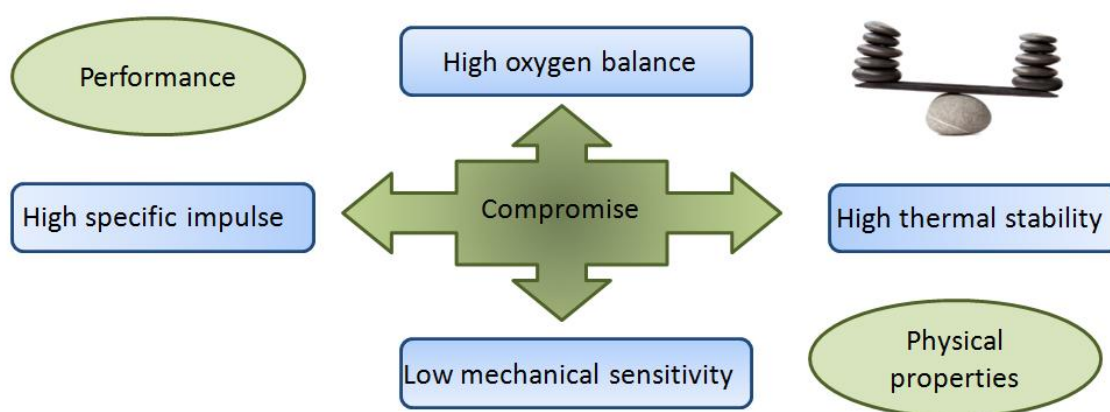 Performance
High oxygen balance
High specific impulse
Compromise
High thermal stability
Low mechanical sensitivity
Physical
properties